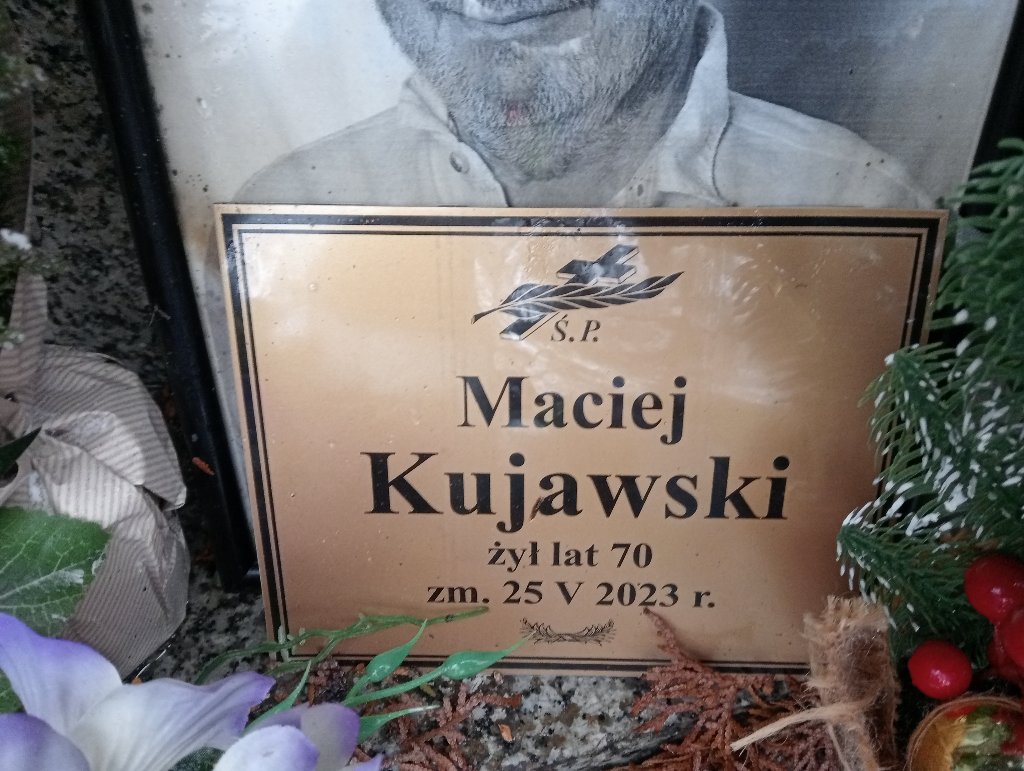 Ś.P.
Maciej
Kujawski
żył lat 70
zm. 25 V 2023 r.